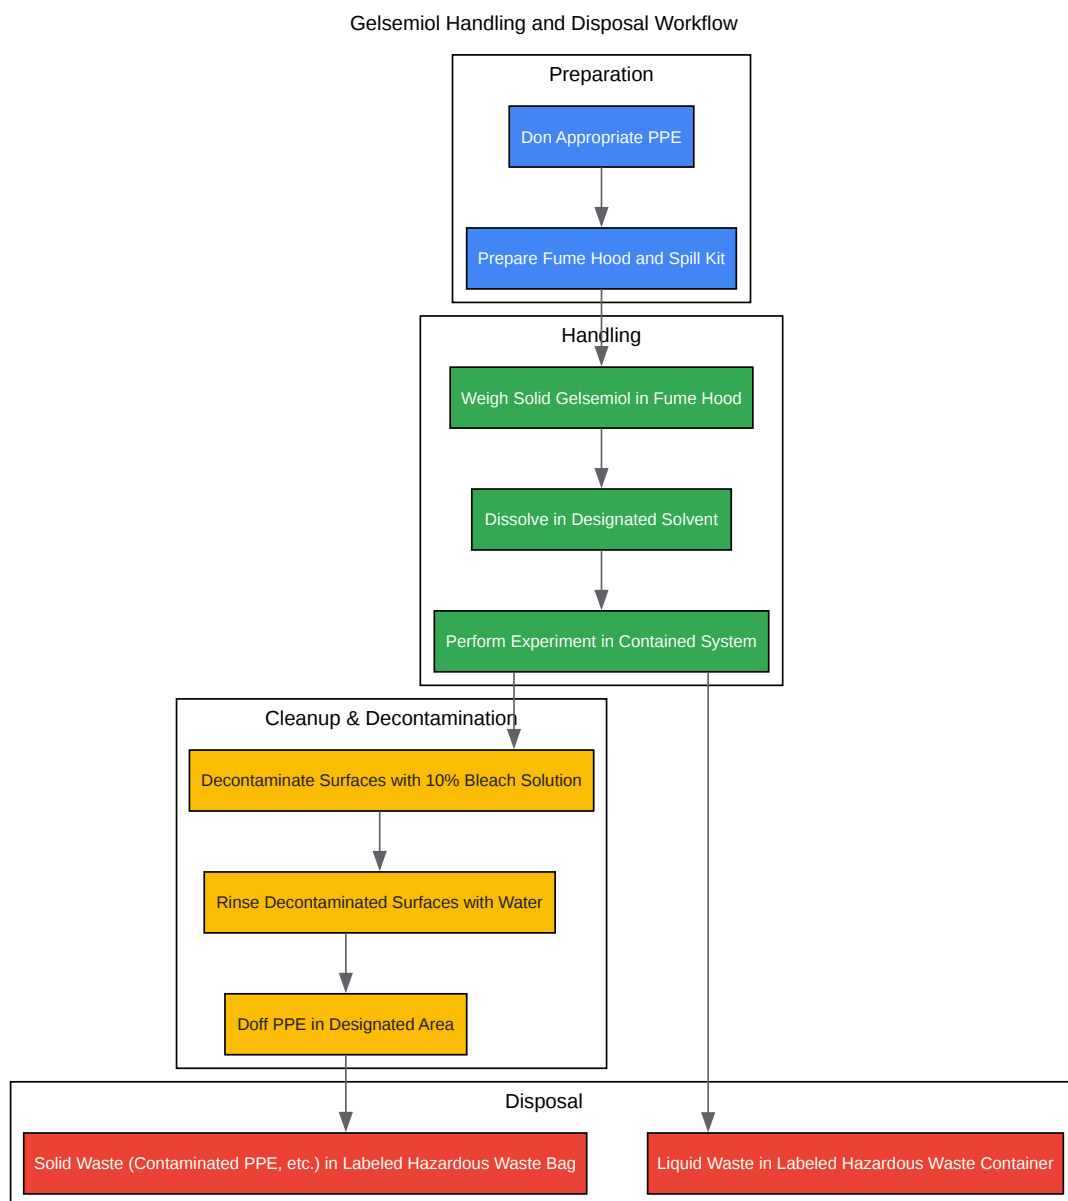 Gelsemiol Handling and Disposal Workflow
Preparation
Don Appropriate PPE
Prepare Fume Hood and Spill Kit
Handling
Weigh Solid Gelsemiol in Fume Hood
Dissolve in Designated Solvent
Perform Experiment in Contained System
Cleanup & Decontamination
Decontaminate Surfaces with 10% Bleach Solution
Rinse Decontaminated Surfaces with Water
Doff PPE in Designated Area
Disposal
Solid Waste (Contaminated PPE, etc.) in Labeled Hazardous Waste Bag
Liquid Waste in Labeled Hazardous Waste Container